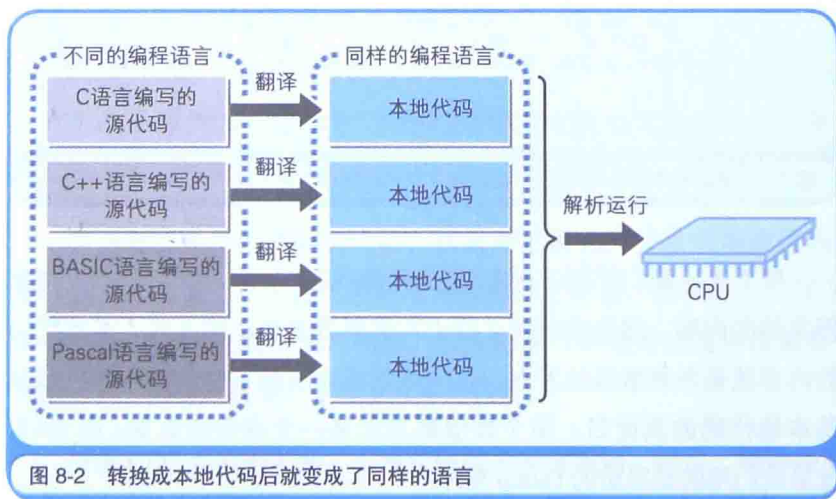 不同的编程语言
同样的编程语言
C语言编写的
源代码
翻译
本地代码
C++语言编写的
源代码
翻译
本地代码
BASIC语言编写的
源代码
翻译
本地代码
Pascal语言编写的
源代码
翻译
本地代码
解析运行
CPU
图 8-2 转换成本地代码后就变成了同样的语言